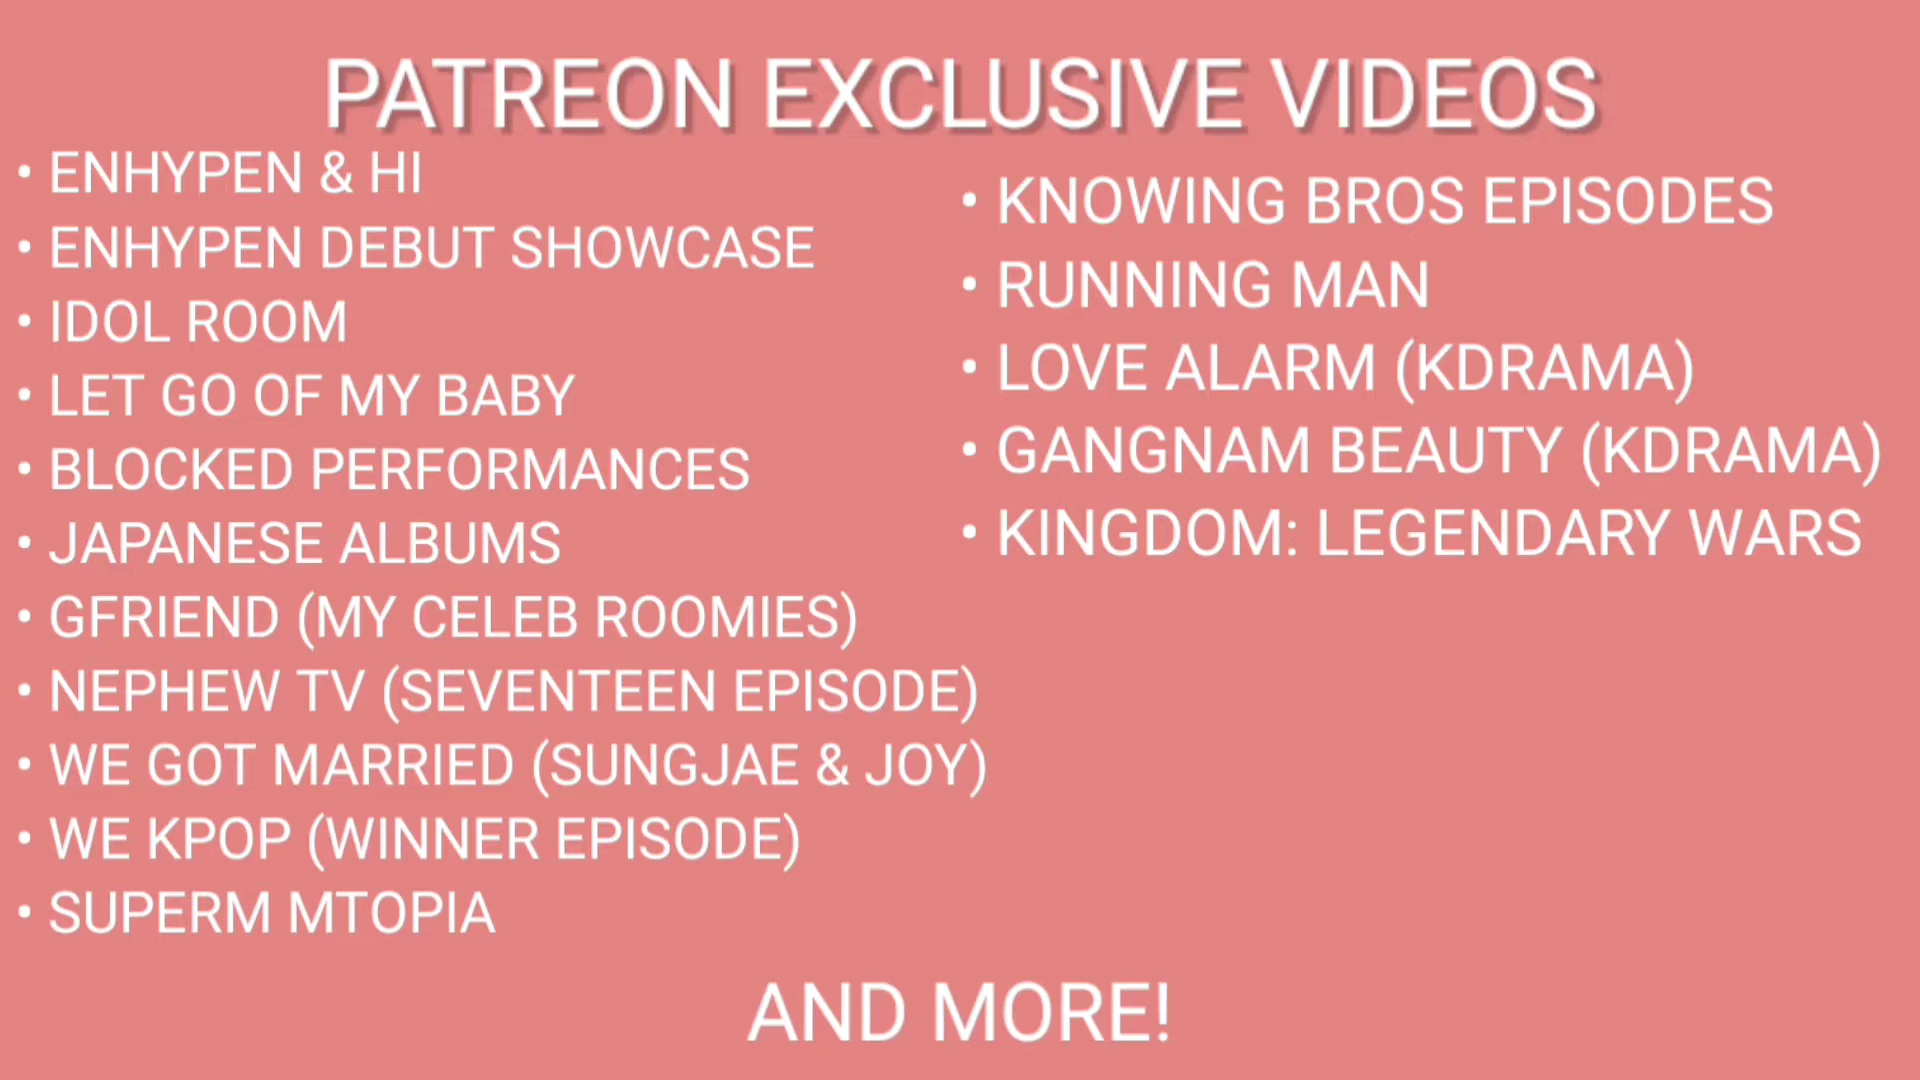 PATREON EXCLUSIVE VIDEOS
• ENHYPEN & HI
• ENHYPEN DEBUT SHOWCASE
• IDOL ROOM
• LET GO OF MY BABY
• BLOCKED PERFORMANCES
• JAPANESE ALBUMS
• GFRIEND (MY CELEB ROOMIES)
• NEPHEW TV (SEVENTEEN EPISODE)
• WE GOT MARRIED (SUNGJAE & JOY)
• WE KPOP (WINNER EPISODE)
• SUPERM MTOPIA
• KNOWING BROS EPISODES
• RUNNING MAN
• LOVE ALARM (KDRAMA)
• GANGNAM BEAUTY (KDRAMA)
• KINGDOM: LEGENDARY WARS
AND MORE!